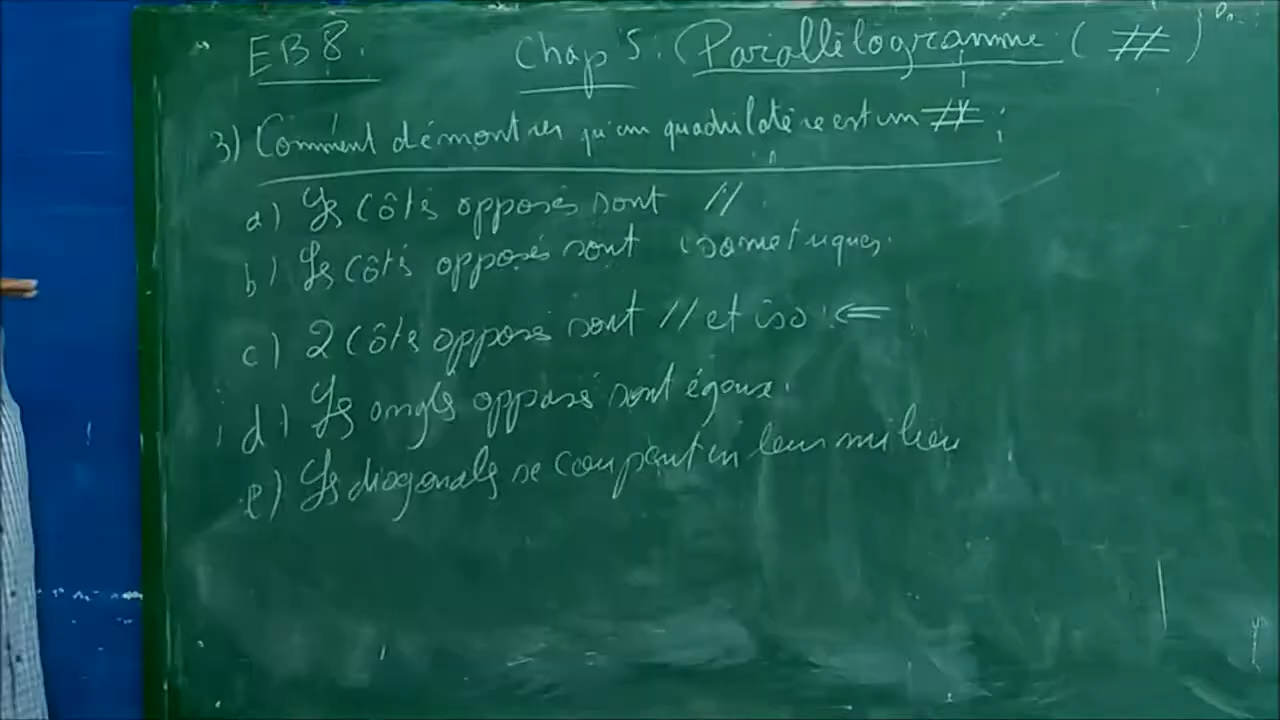 EB8. Chap 5. Parallélogramme (#)
3) Comment démontrer qu'un quadrilatère est un # :
a) Les côtés opposés sont //.
b) Les côtés opposés sont isometriques.
c) 2 côtés opposés sont // et iso. ⇐
d) Les angles opposés sont égaux.
e) Les diagonales se coupent en leur milieu